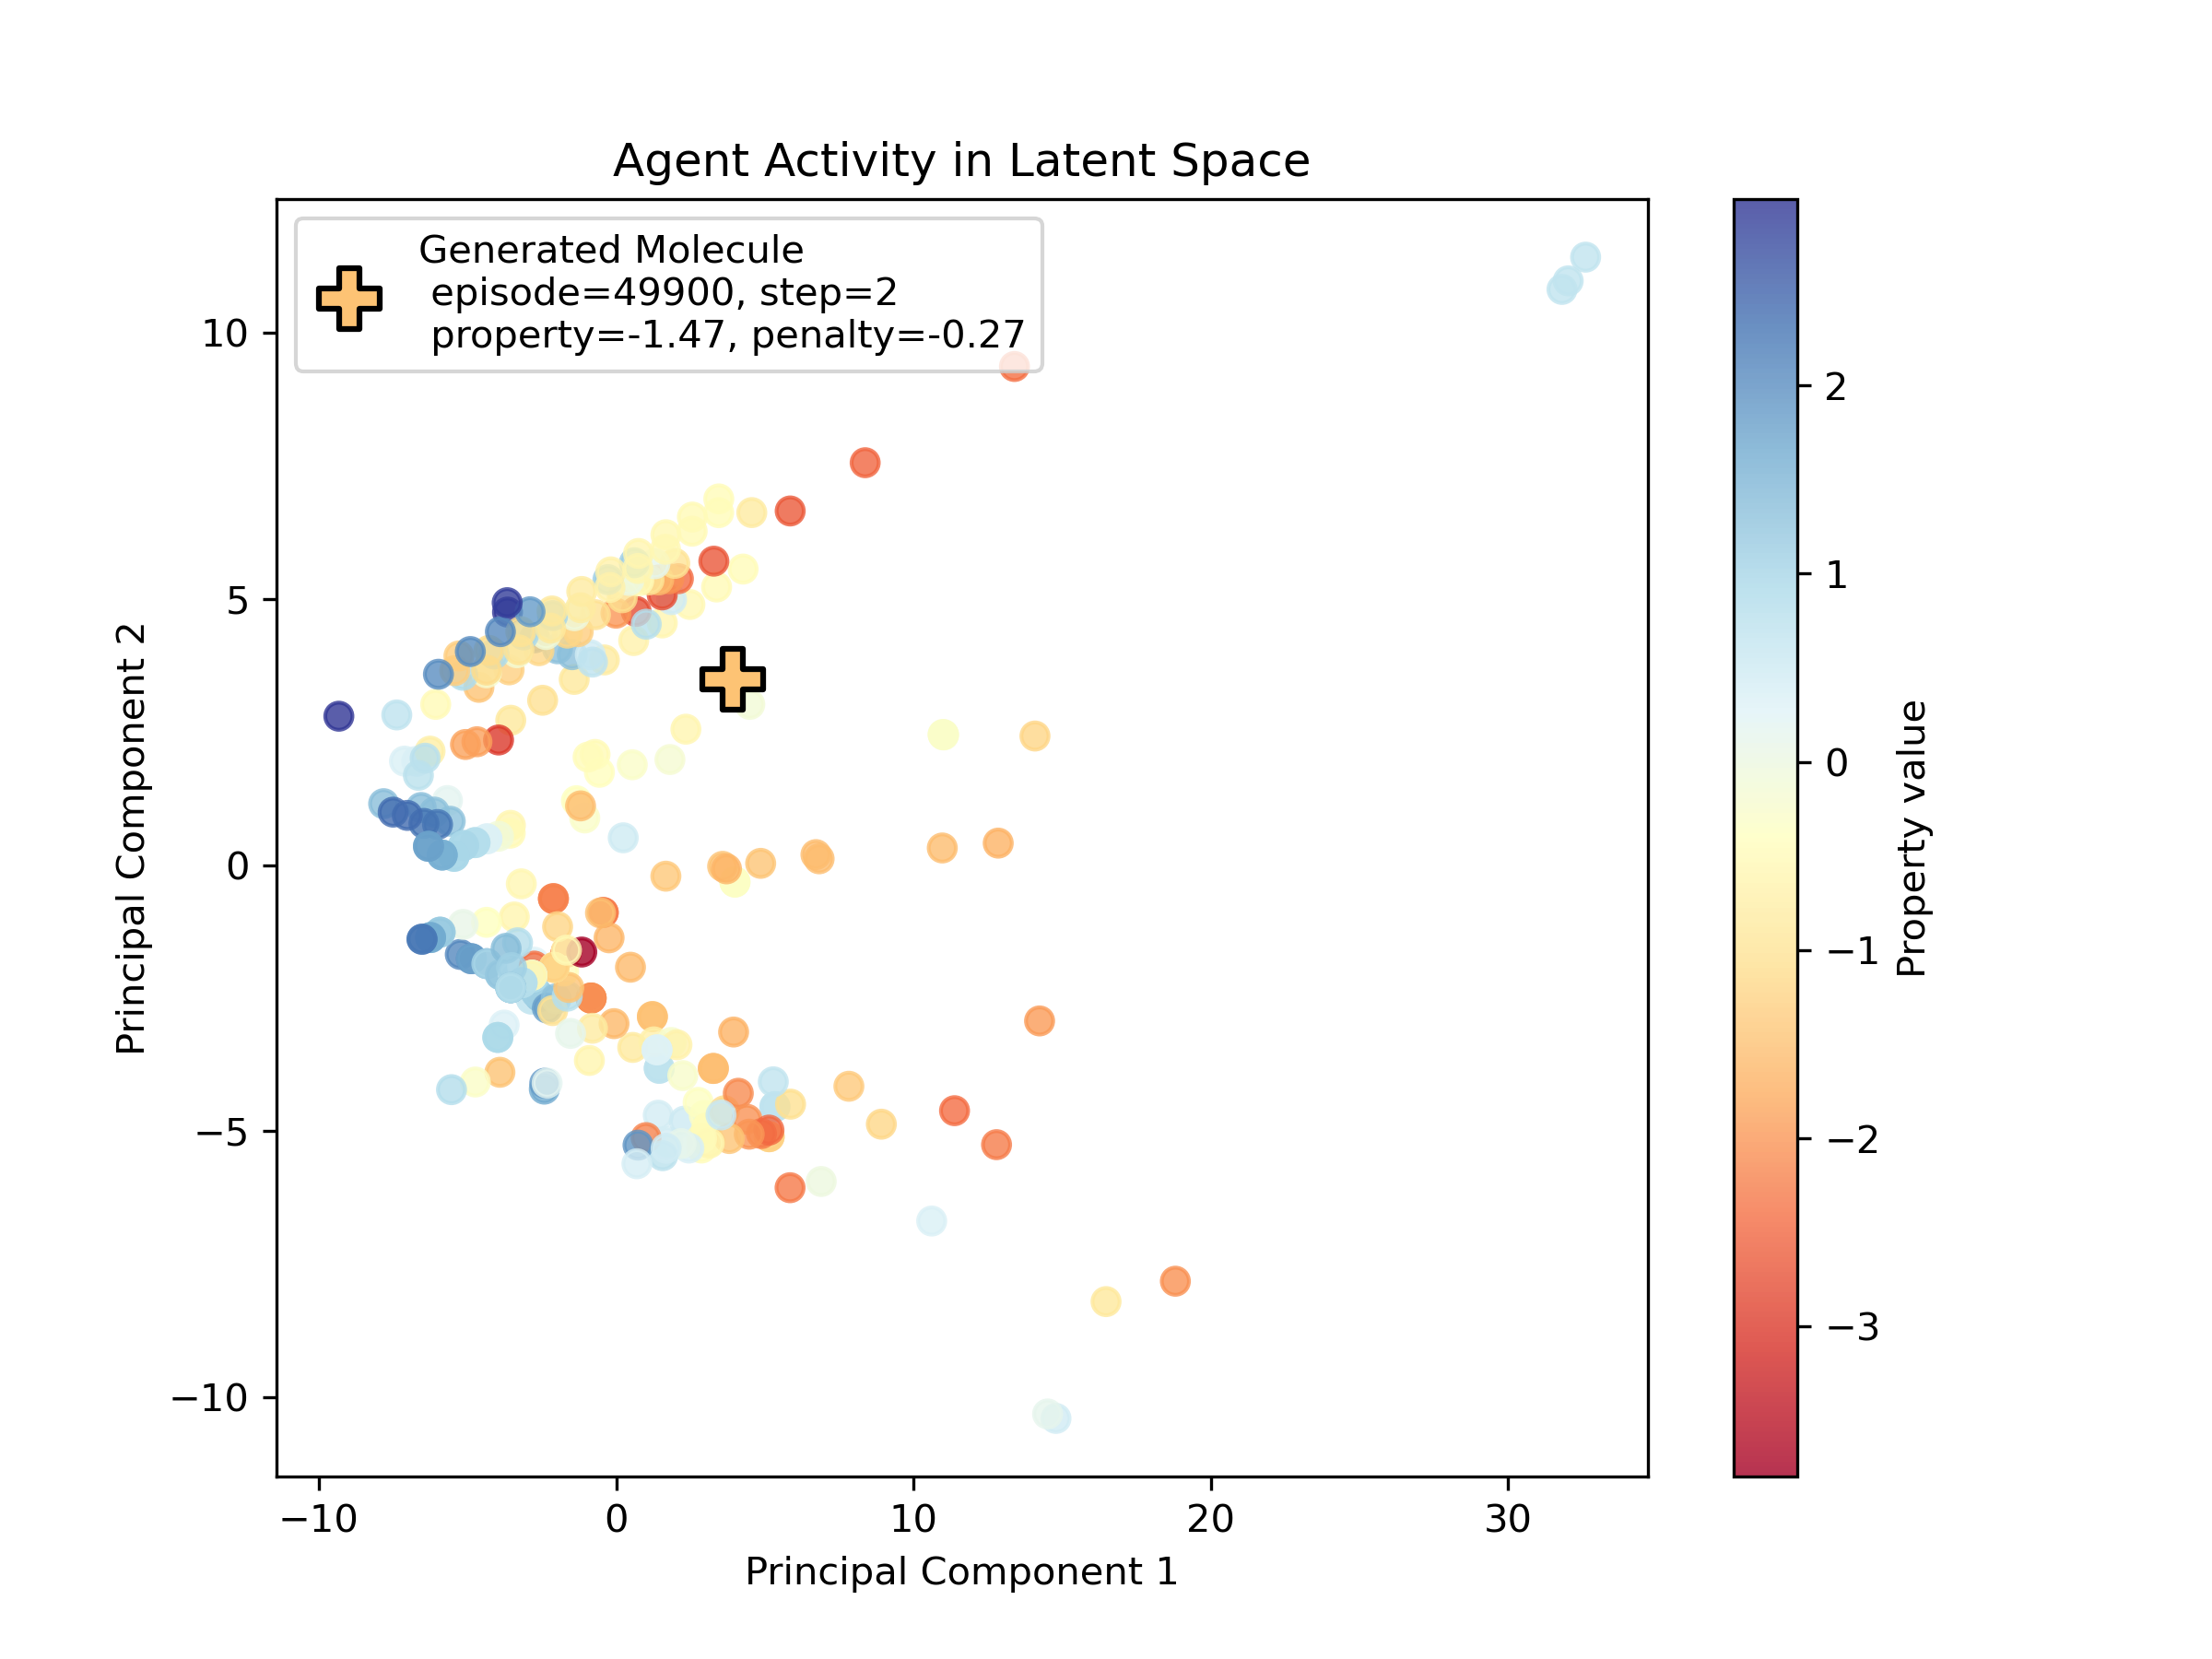 Agent Activity in Latent Space
Generated Molecule
episode=49900, step=2
property=-1.47, penalty=-0.27
10
5
0
−5
−10
Principal Component 2
−10
0
10
20
30
Principal Component 1
2
1
0
−1
−2
−3
Property value